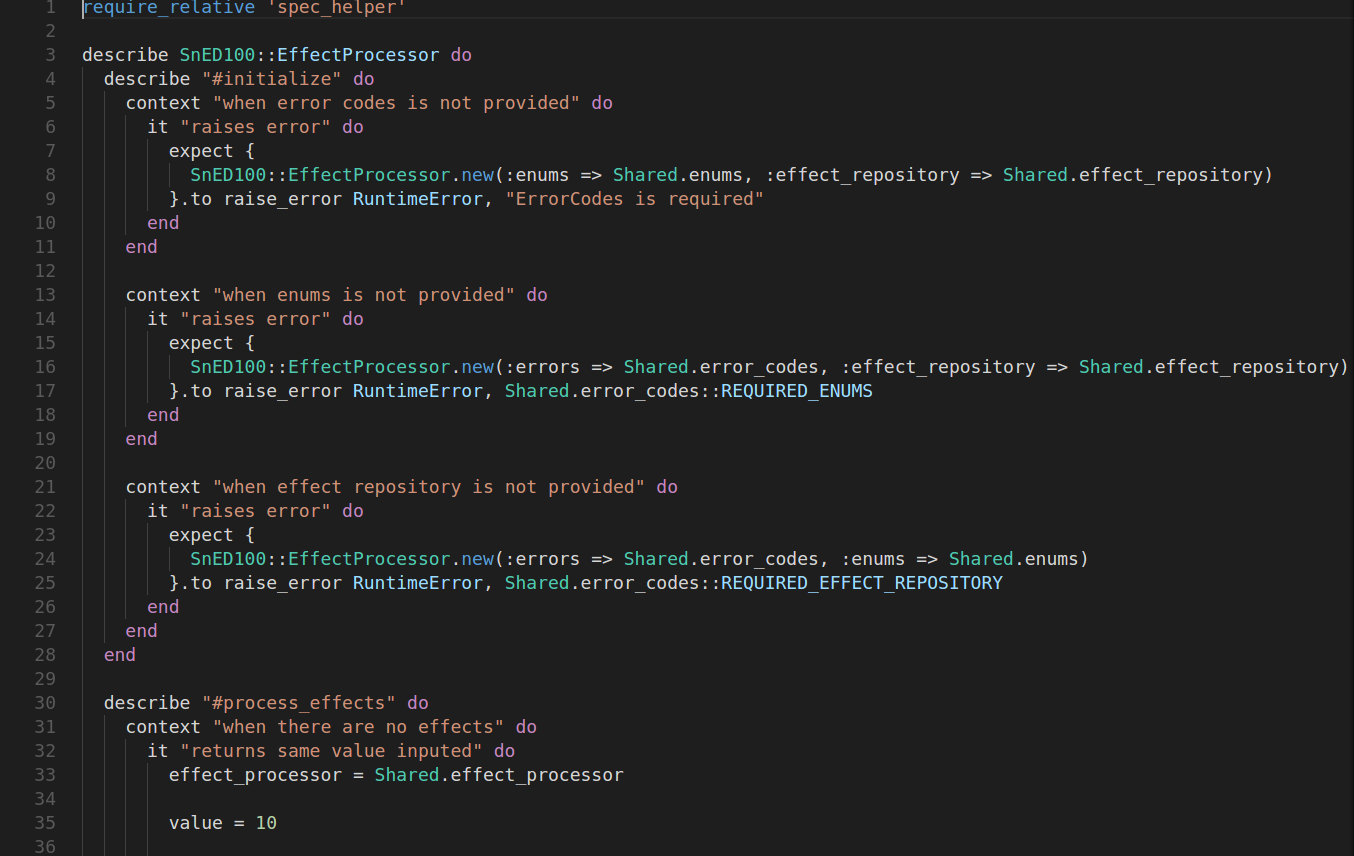 1 require_relative 'spec_helper'
2
3 describe SnED100::EffectProcessor do
4   describe "#initialize" do
5     context "when error codes is not provided" do
6       it "raises error" do
7         expect {
8           SnED100::EffectProcessor.new(:enums => Shared.enums, :effect_repository => Shared.effect_repository)
9         }.to raise_error RuntimeError, "ErrorCodes is required"
10       end
11     end
12
13     context "when enums is not provided" do
14       it "raises error" do
15         expect {
16           SnED100::EffectProcessor.new(:errors => Shared.error_codes, :effect_repository => Shared.effect_repository)
17         }.to raise_error RuntimeError, Shared.error_codes::REQUIRED_ENUMS
18       end
19     end
20
21     context "when effect repository is not provided" do
22       it "raises error" do
23         expect {
24           SnED100::EffectProcessor.new(:errors => Shared.error_codes, :enums => Shared.enums)
25         }.to raise_error RuntimeError, Shared.error_codes::REQUIRED_EFFECT_REPOSITORY
26       end
27     end
28   end
29
30   describe "#process_effects" do
31     context "when there are no effects" do
32       it "returns same value inputed" do
33         effect_processor = Shared.effect_processor
34
35         value = 10
36